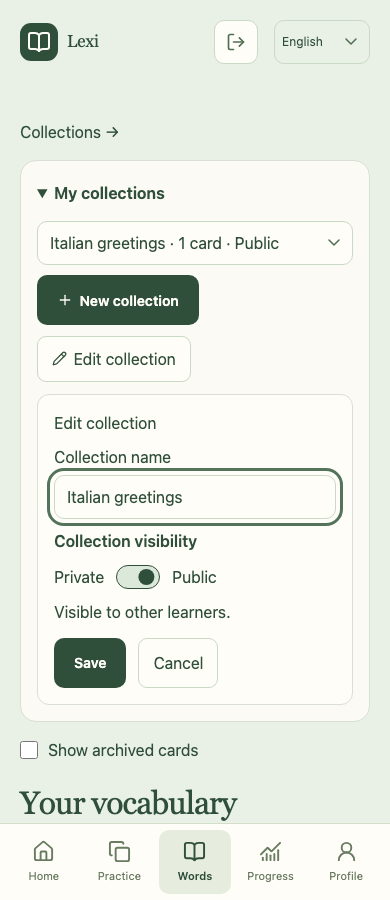 Lexi
English
Collections →
▼ My collections
Italian greetings · 1 card · Public
+ New collection
Edit collection
Edit collection
Collection name
Italian greetings
Collection visibility
Private Public
Visible to other learners.
Save Cancel
Show archived cards
Your vocabulary
Home Practice Words Progress Profile